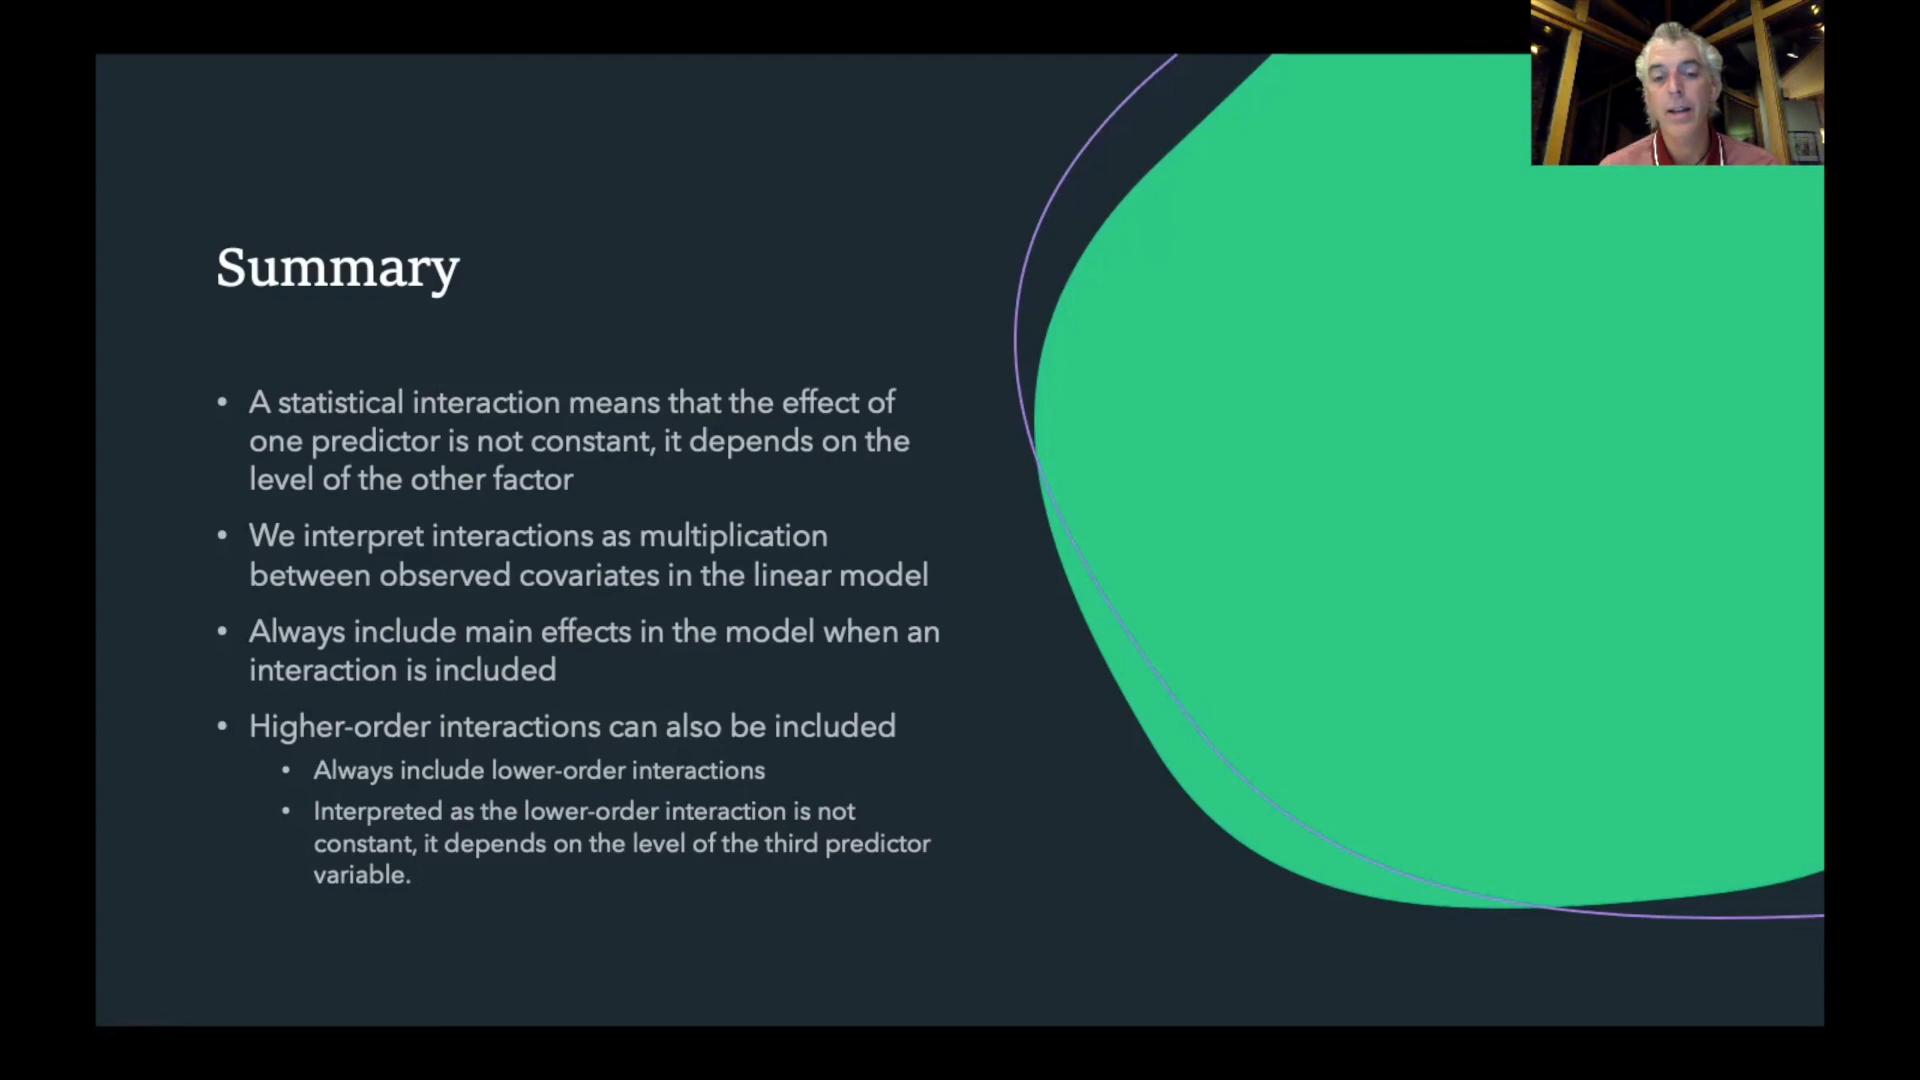 Summary
• A statistical interaction means that the effect of
one predictor is not constant, it depends on the
level of the other factor
• We interpret interactions as multiplication
between observed covariates in the linear model
• Always include main effects in the model when an
interaction is included
• Higher-order interactions can also be included
• Always include lower-order interactions
• Interpreted as the lower-order interaction is not
constant, it depends on the level of the third predictor
variable.